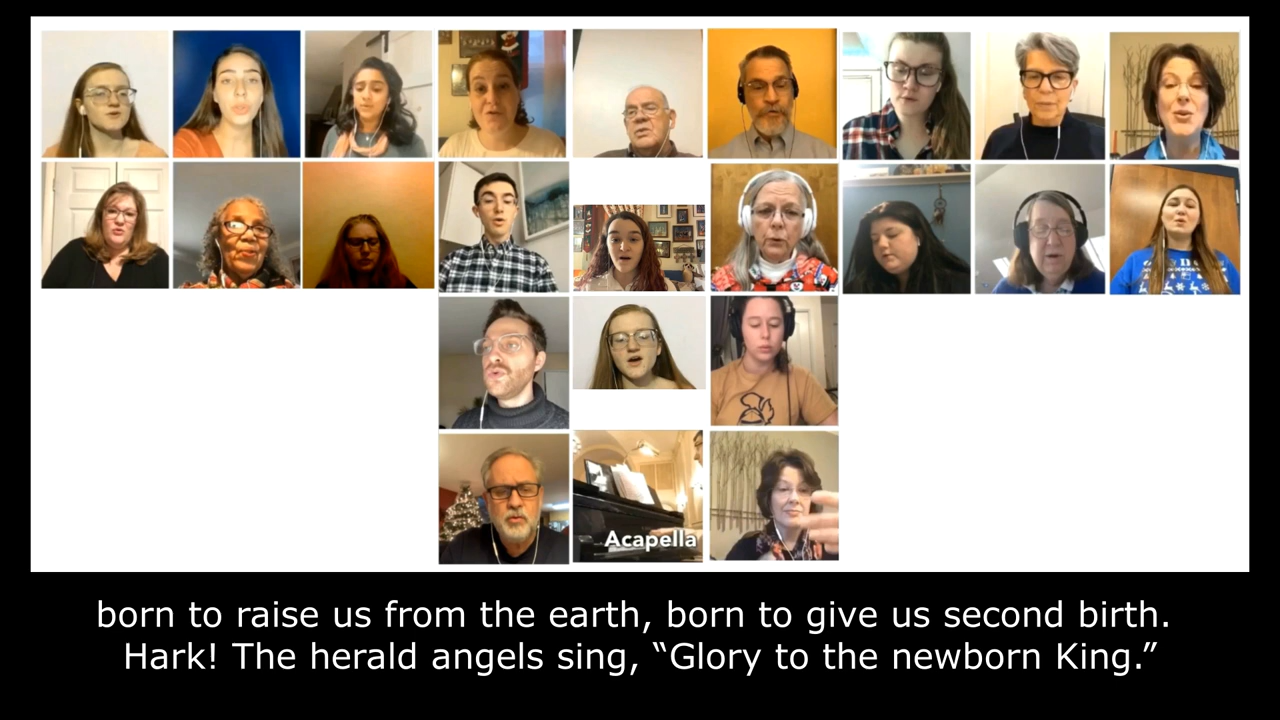 Acapella
born to raise us from the earth, born to give us second birth.
Hark! The herald angels sing, “Glory to the newborn King.”